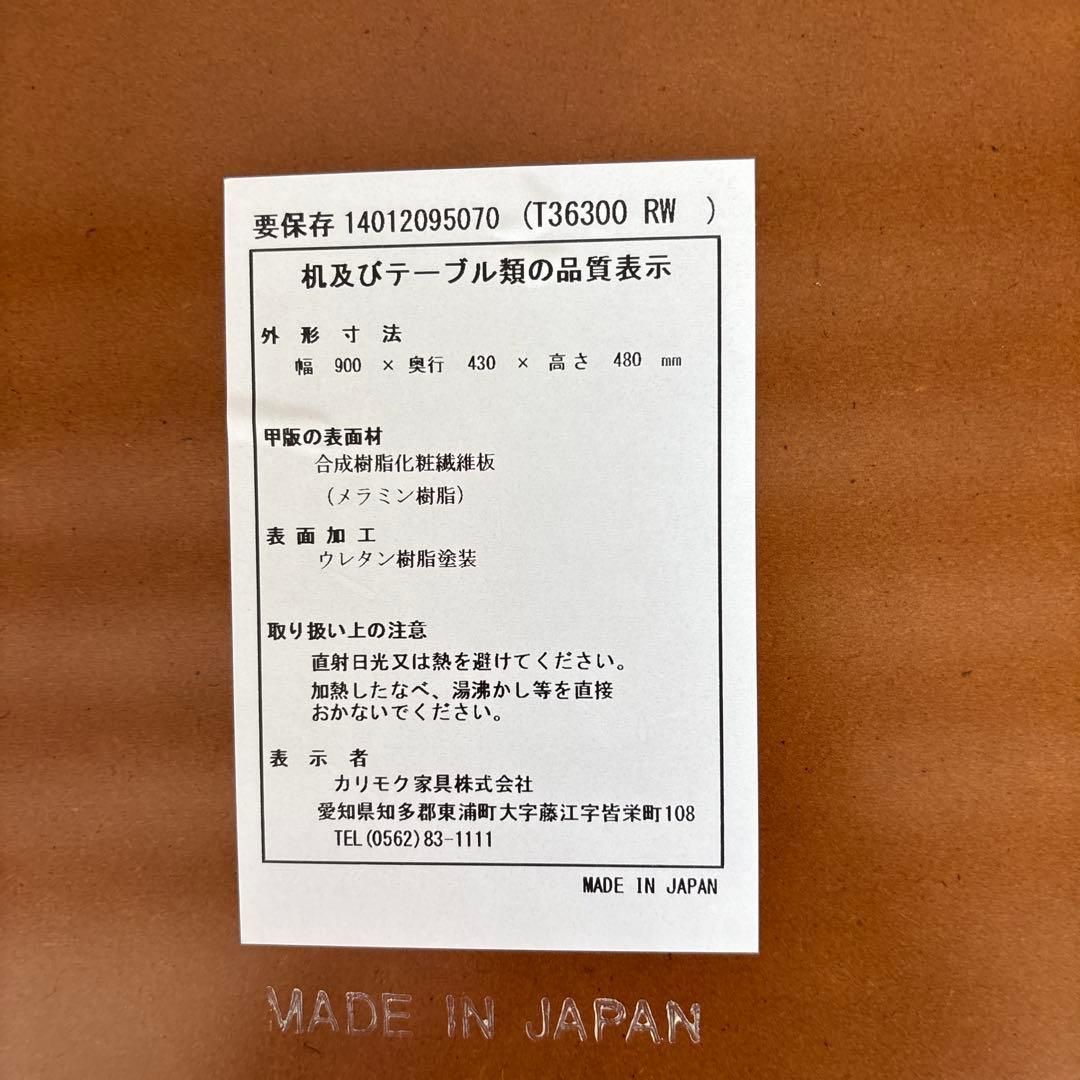 要保存 14012095070 (T36300 RW )
机及びテーブル類の品質表示
外 形 寸 法
幅 900 × 奥行 430 × 高さ 480 mm
甲版の表面材
合成樹脂化粧繊維板
(メラミン樹脂)
表 面 加 工
ウレタン樹脂塗装
取り扱い上の注意
直射日光又は熱を避けてください。
加熱したなべ、湯沸かし等を直接
おかないでください。
表 示 者
カリモク家具株式会社
愛知県知多郡東浦町大字藤江字皆栄町108
TEL(0562)83-1111
MADE IN JAPAN
MADE IN JAPAN